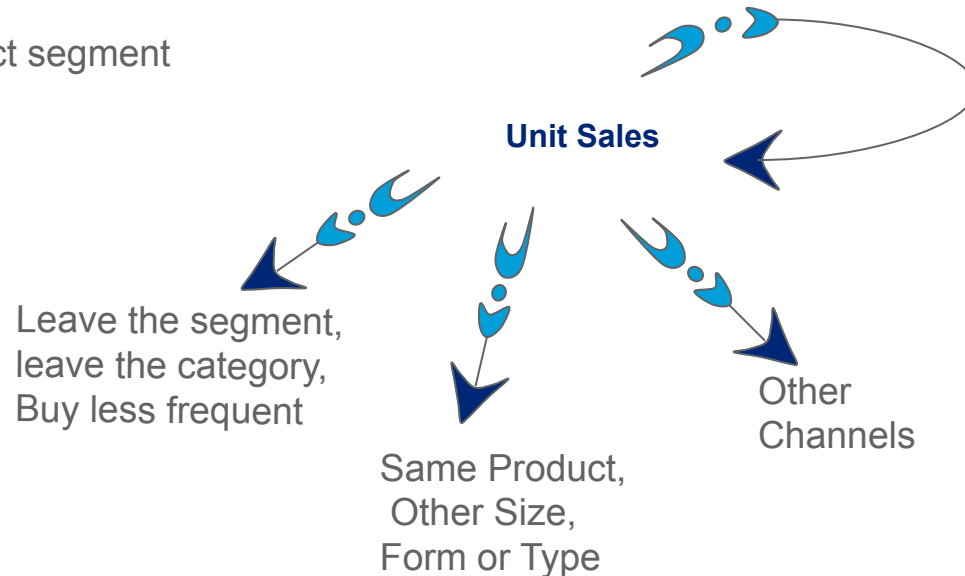 segment
Unit Sales
Leave the segment,
leave the category,
Buy less frequent
Other
Channels
Same Product,
Other Size,
Form or Type